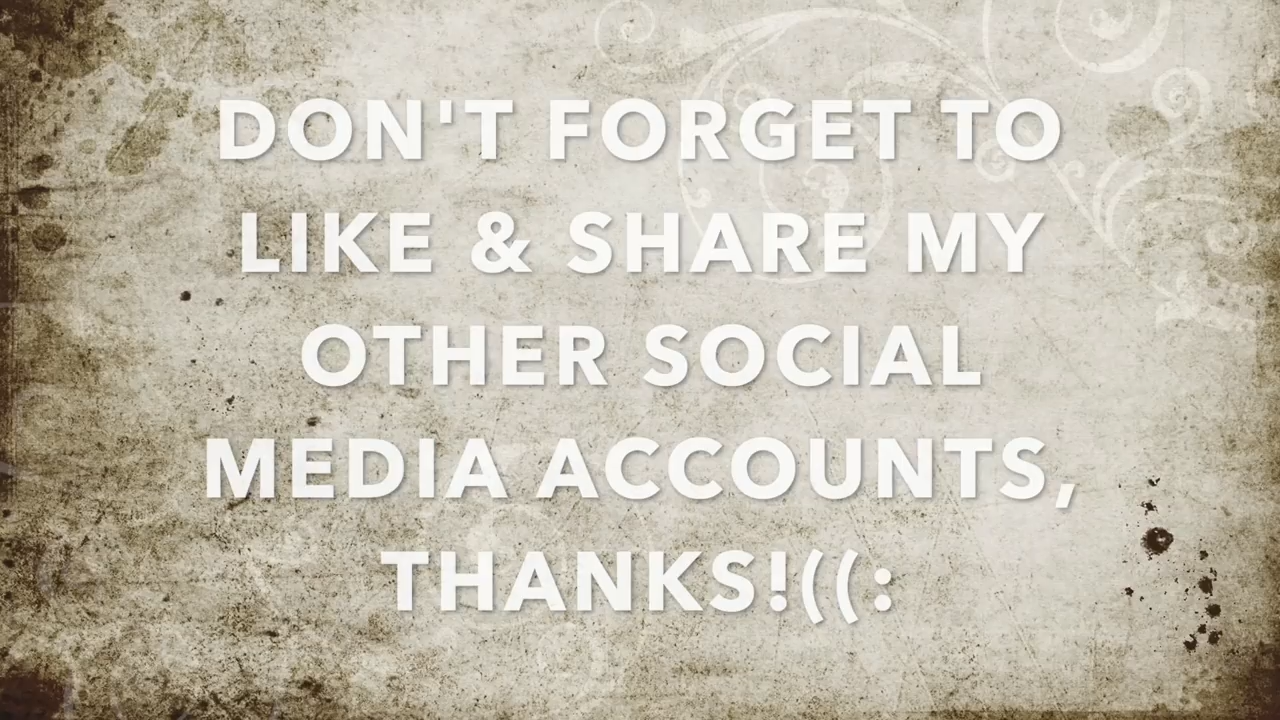 DON'T FORGET TO
LIKE & SHARE MY
OTHER SOCIAL
MEDIA ACCOUNTS,
THANKS!((: